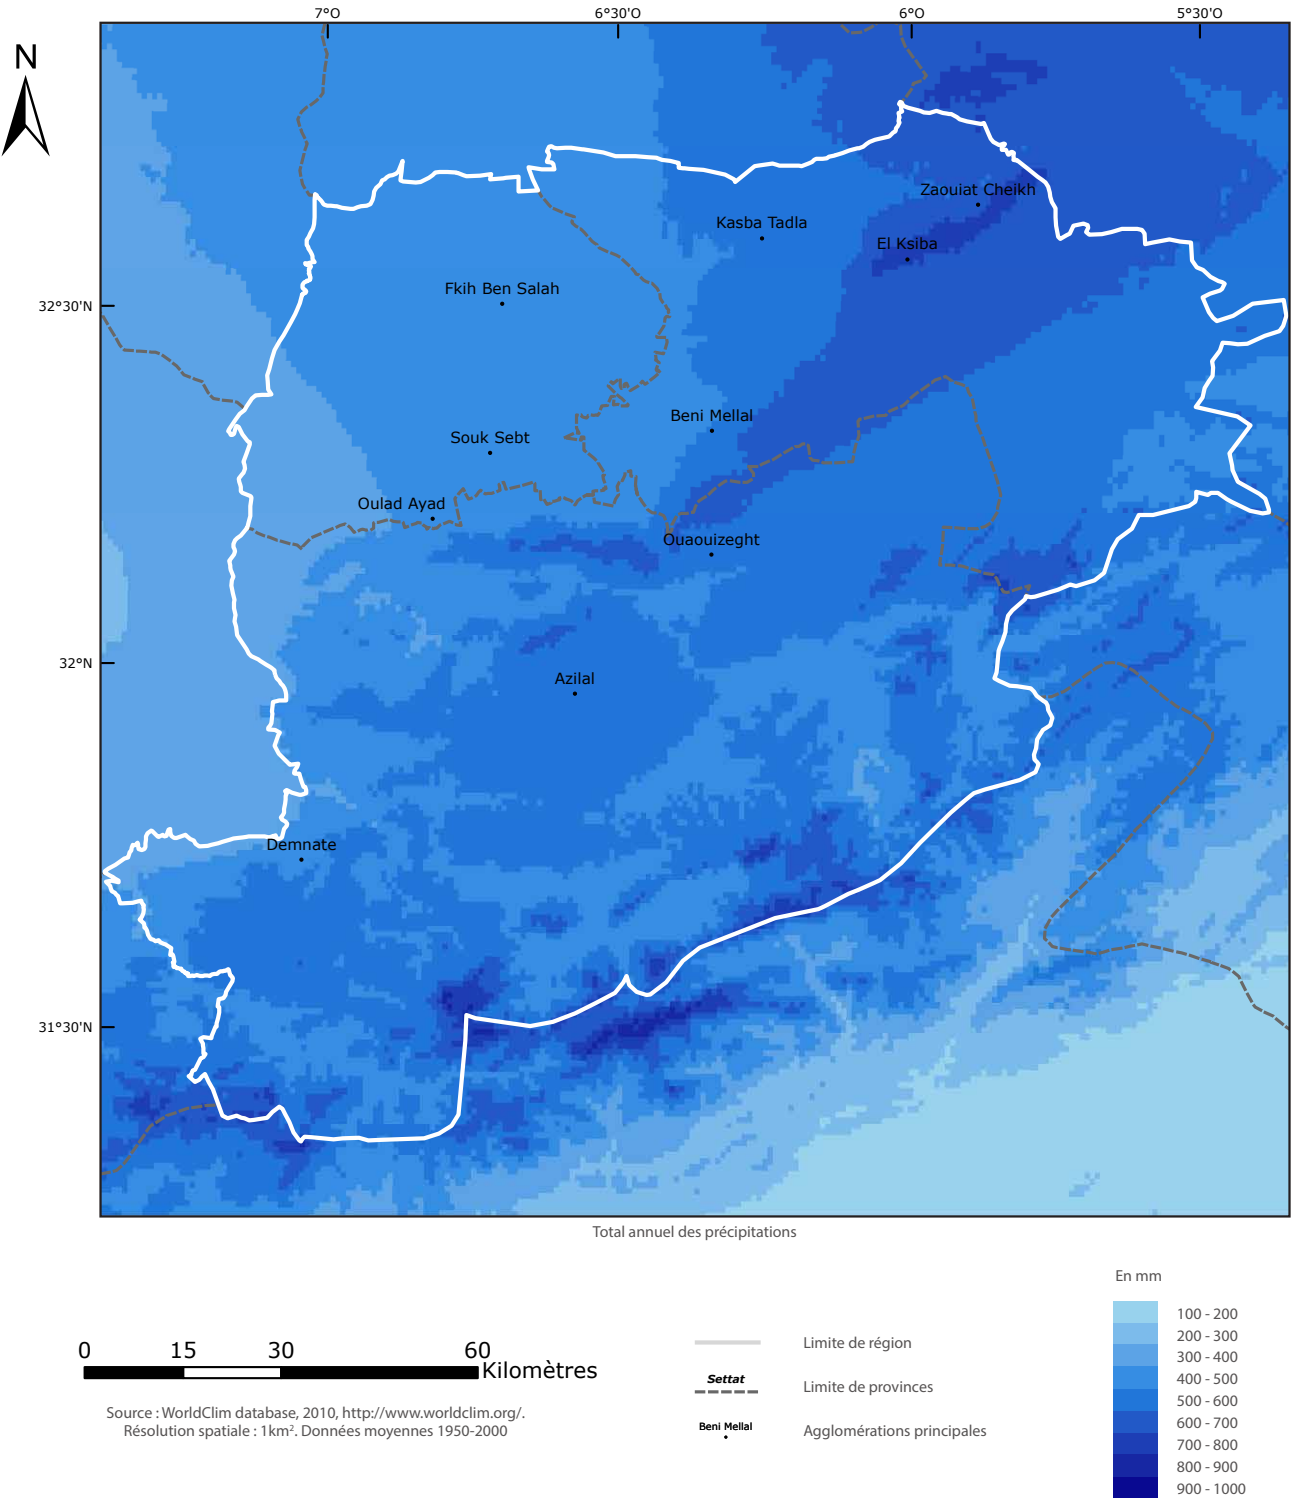 7°O
6°30'O
6°O
5°30'O
N
Zaouiat Cheikh
Kasba Tadla
El Ksiba
Fkih Ben Salah
32°30'N
Beni Mellal
Souk Sebt
Oulad Ayad
Ouaouizeght
32°N
Azilal
Demnate
31°30'N
Total annuel des précipitations
En mm
100 - 200
200 - 300
300 - 400
400 - 500
500 - 600
600 - 700
700 - 800
800 - 900
900 - 1000
0 15 30 60
Kilomètres
Limite de région
Settat
Limite de provinces
Beni Mellal
Agglomérations principales
Source : WorldClim database, 2010, http://www.worldclim.org/.
Résolution spatiale : 1km². Données moyennes 1950-2000